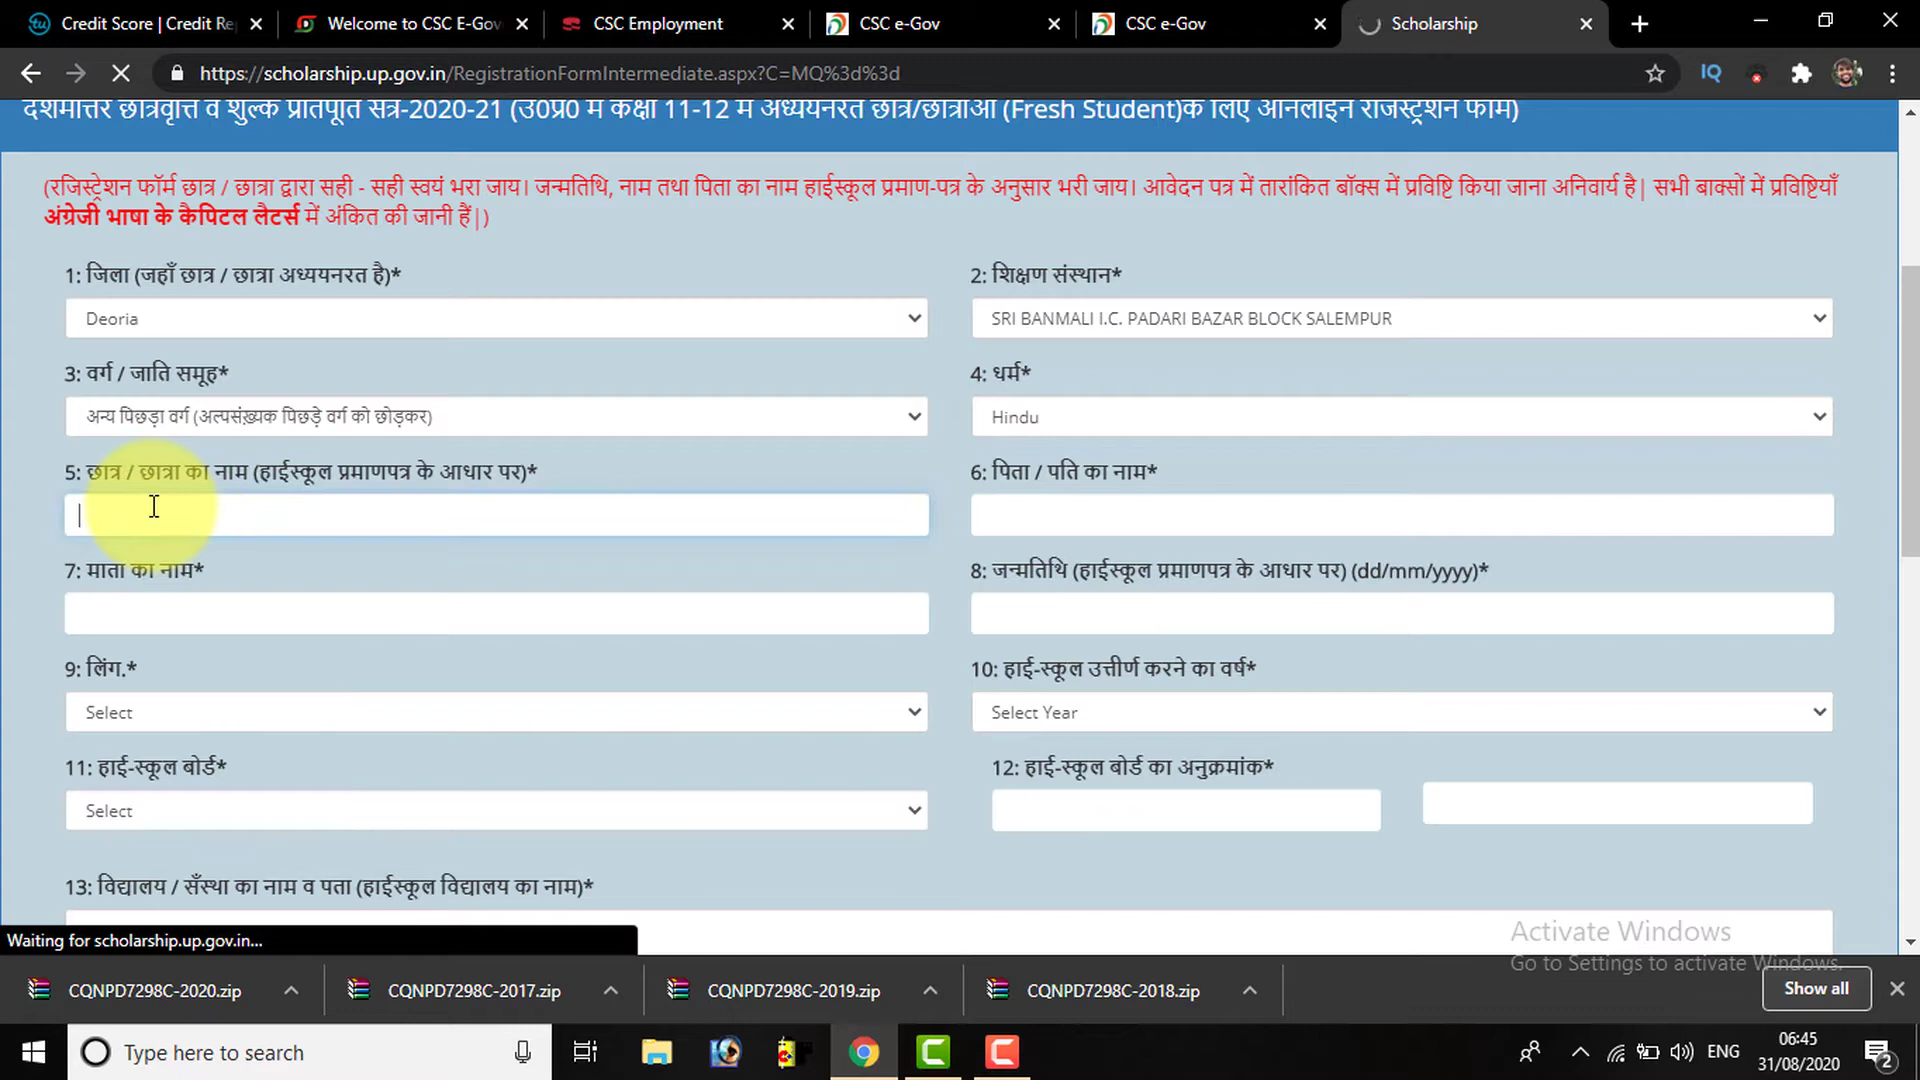 Credit Score | Credit Re
Welcome to CSC E-Gov
CSC Employment
CSC e-Gov
CSC e-Gov
Scholarship
https://scholarship.up.gov.in/RegistrationFormIntermediate.aspx?C=MQ%3d%3d
दशमोत्तर छात्रवृत्ति व शुल्क प्रतिपूर्ति सत्र-2020-21 (उ0प्र0 में कक्षा 11-12 में अध्ययनरत छात्र/छात्राओं (Fresh Student)के लिए ऑनलाइन रजिस्ट्रेशन फॉर्म)
(रजिस्ट्रेशन फॉर्म छात्र / छात्रा द्वारा सही - सही स्वयं भरा जाय। जन्मतिथि, नाम तथा पिता का नाम हाईस्कूल प्रमाण-पत्र के अनुसार भरी जाय। आवेदन पत्र में तारांकित बॉक्स में प्रविष्टि किया जाना अनिवार्य है| सभी बाक्सों में प्रविष्टियाँ
अंग्रेजी भाषा के कैपिटल लैटर्स में अंकित की जानी हैं|)
1: जिला (जहाँ छात्र / छात्रा अध्ययनरत है)*
2: शिक्षण संस्थान*
Deoria
SRI BANMALI I.C. PADARI BAZAR BLOCK SALEMPUR
3: वर्ग / जाति समूह*
4: धर्म*
अन्य पिछड़ा वर्ग (अल्पसंख़्यक पिछड़े वर्ग को छोड़कर)
Hindu
5: छात्र / छात्रा का नाम (हाईस्कूल प्रमाणपत्र के आधार पर)*
6: पिता / पति का नाम*
7: माता का नाम*
8: जन्मतिथि (हाईस्कूल प्रमाणपत्र के आधार पर) (dd/mm/yyyy)*
9: लिंग.*
10: हाई-स्कूल उत्तीर्ण करने का वर्ष*
Select
Select Year
11: हाई-स्कूल बोर्ड*
12: हाई-स्कूल बोर्ड का अनुक्रमांक*
Select
13: विद्यालय / सँस्था का नाम व पता (हाईस्कूल विद्यालय का नाम)*
Waiting for scholarship.up.gov.in...
Activate Windows
Go to Settings to activate Windows.
CQNPD7298C-2020.zip
CQNPD7298C-2017.zip
CQNPD7298C-2019.zip
CQNPD7298C-2018.zip
Show all
Type here to search
ENG
06:45
31/08/2020
2